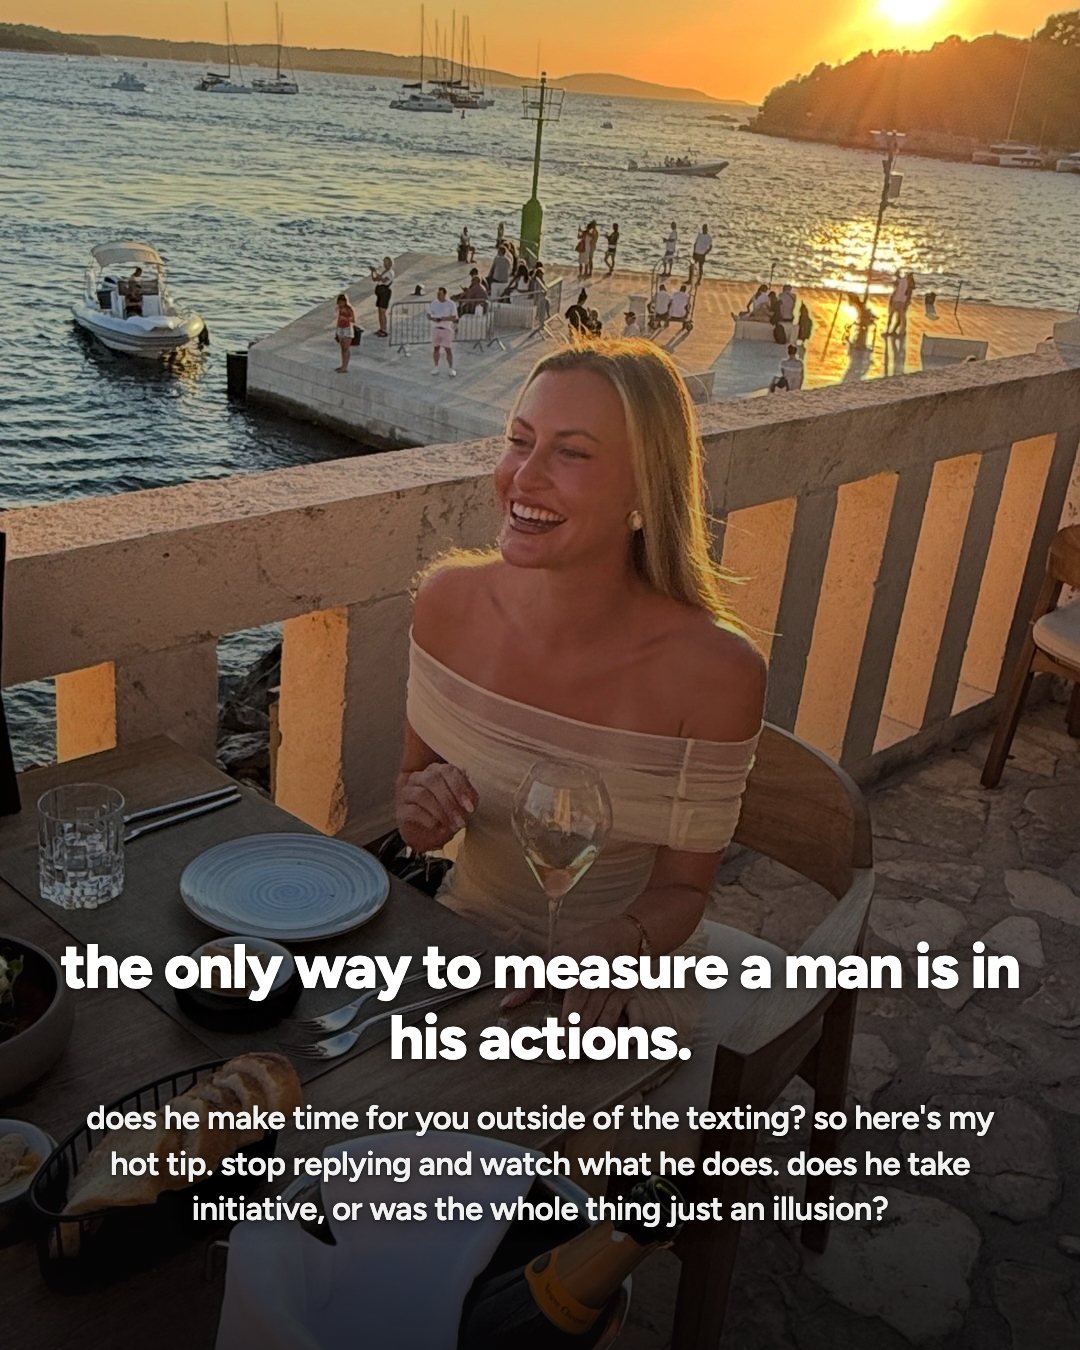 the only way to measure a man is in
his actions.
does he make time for you outside of the texting? so here's my
hot tip. stop replying and watch what he does. does he take
initiative, or was the whole thing just an illusion?